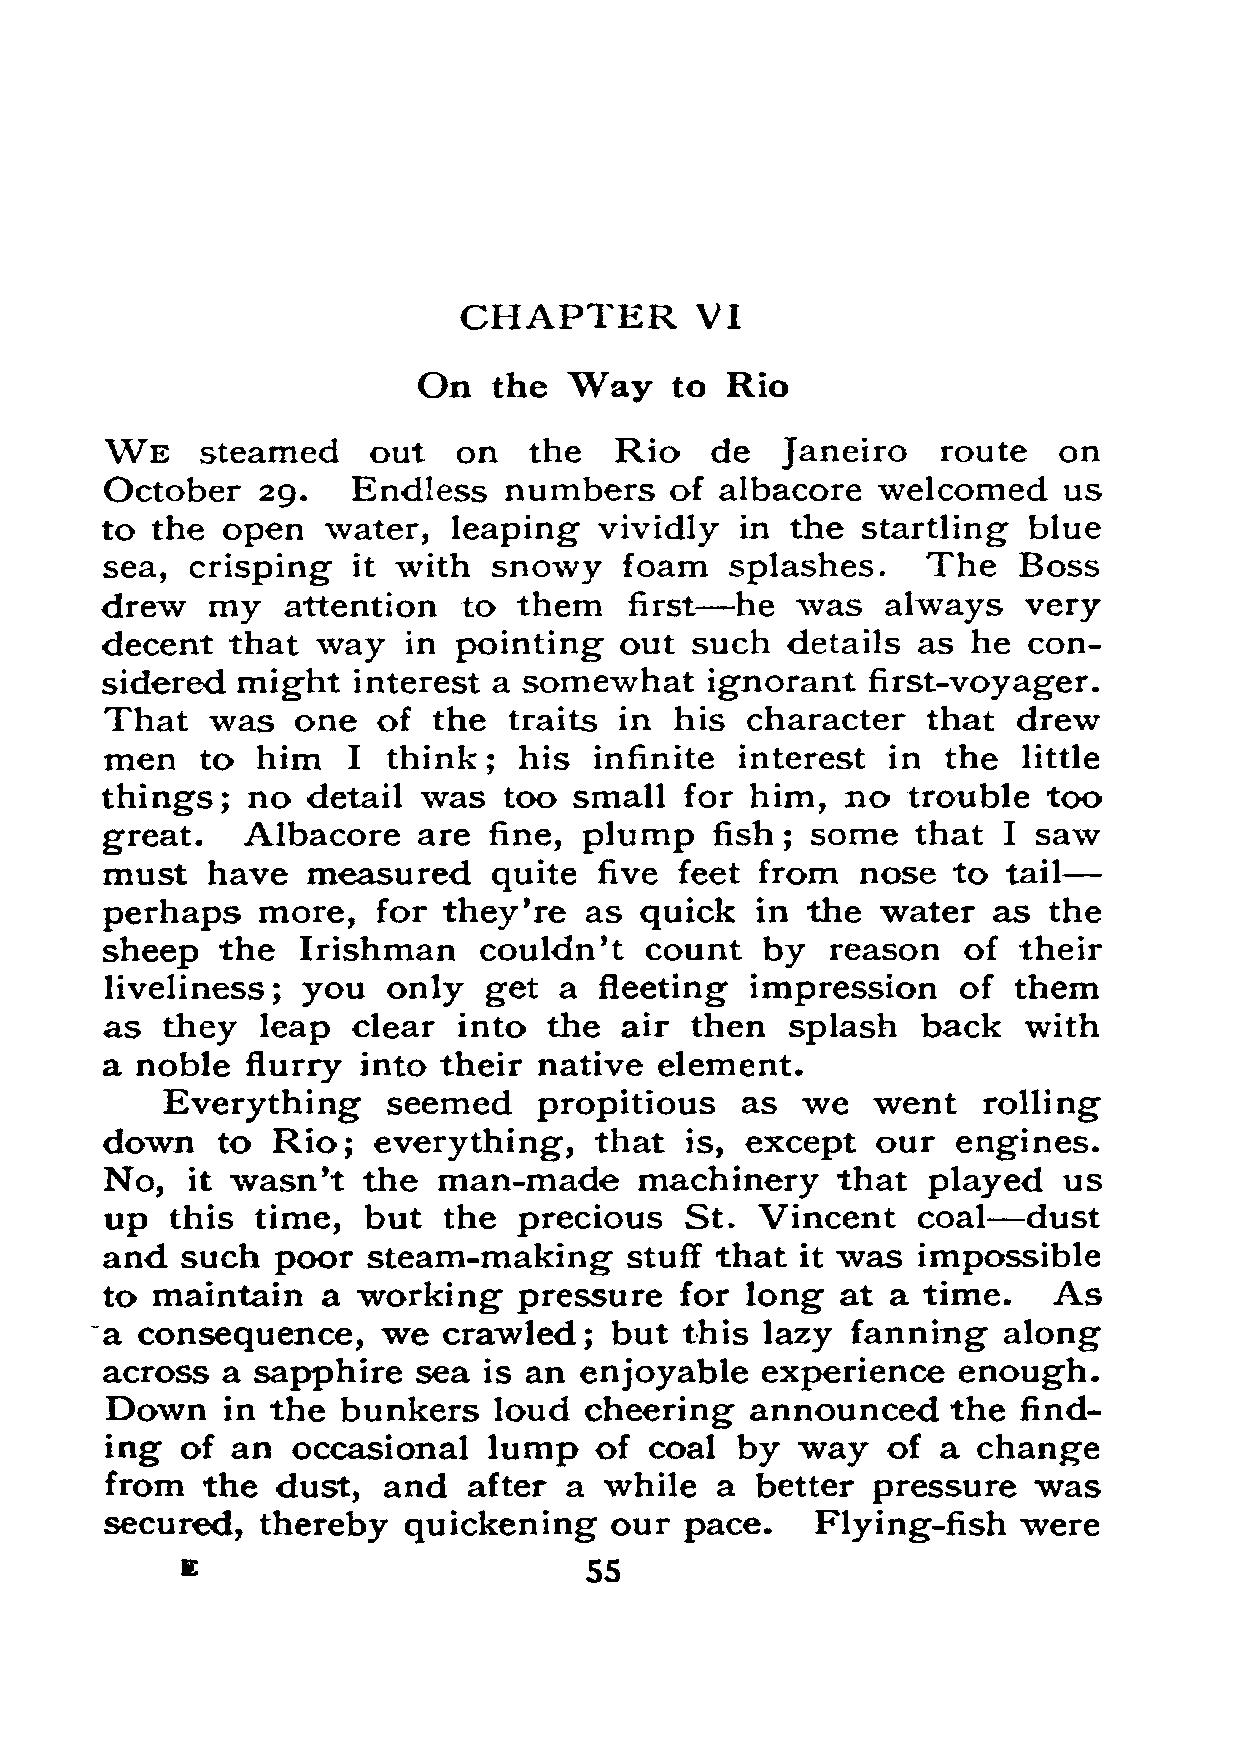 CHAPTER VI
On the Way to Rio
WE steamed out on the Rio de Janeiro route on
October 29. Endless numbers of albacore welcomed us
to the open water, leaping vividly in the startling blue
sea, crisping it with snowy foam splashes. The Boss
drew my attention to them first—he was always very
decent that way in pointing out such details as he con-
sidered might interest a somewhat ignorant first-voyager.
That was one of the traits in his character that drew
men to him I think; his infinite interest in the little
things; no detail was too small for him, no trouble too
great. Albacore are fine, plump fish; some that I saw
must have measured quite five feet from nose to tail—
perhaps more, for they're as quick in the water as the
sheep the Irishman couldn't count by reason of their
liveliness; you only get a fleeting impression of them
as they leap clear into the air then splash back with
a noble flurry into their native element.
Everything seemed propitious as we went rolling
down to Rio; everything, that is, except our engines.
No, it wasn't the man-made machinery that played us
up this time, but the precious St. Vincent coal—dust
and such poor steam-making stuff that it was impossible
to maintain a working pressure for long at a time. As
a consequence, we crawled; but this lazy fanning along
across a sapphire sea is an enjoyable experience enough.
Down in the bunkers loud cheering announced the find-
ing of an occasional lump of coal by way of a change
from the dust, and after a while a better pressure was
secured, thereby quickening our pace. Flying-fish were
E 55